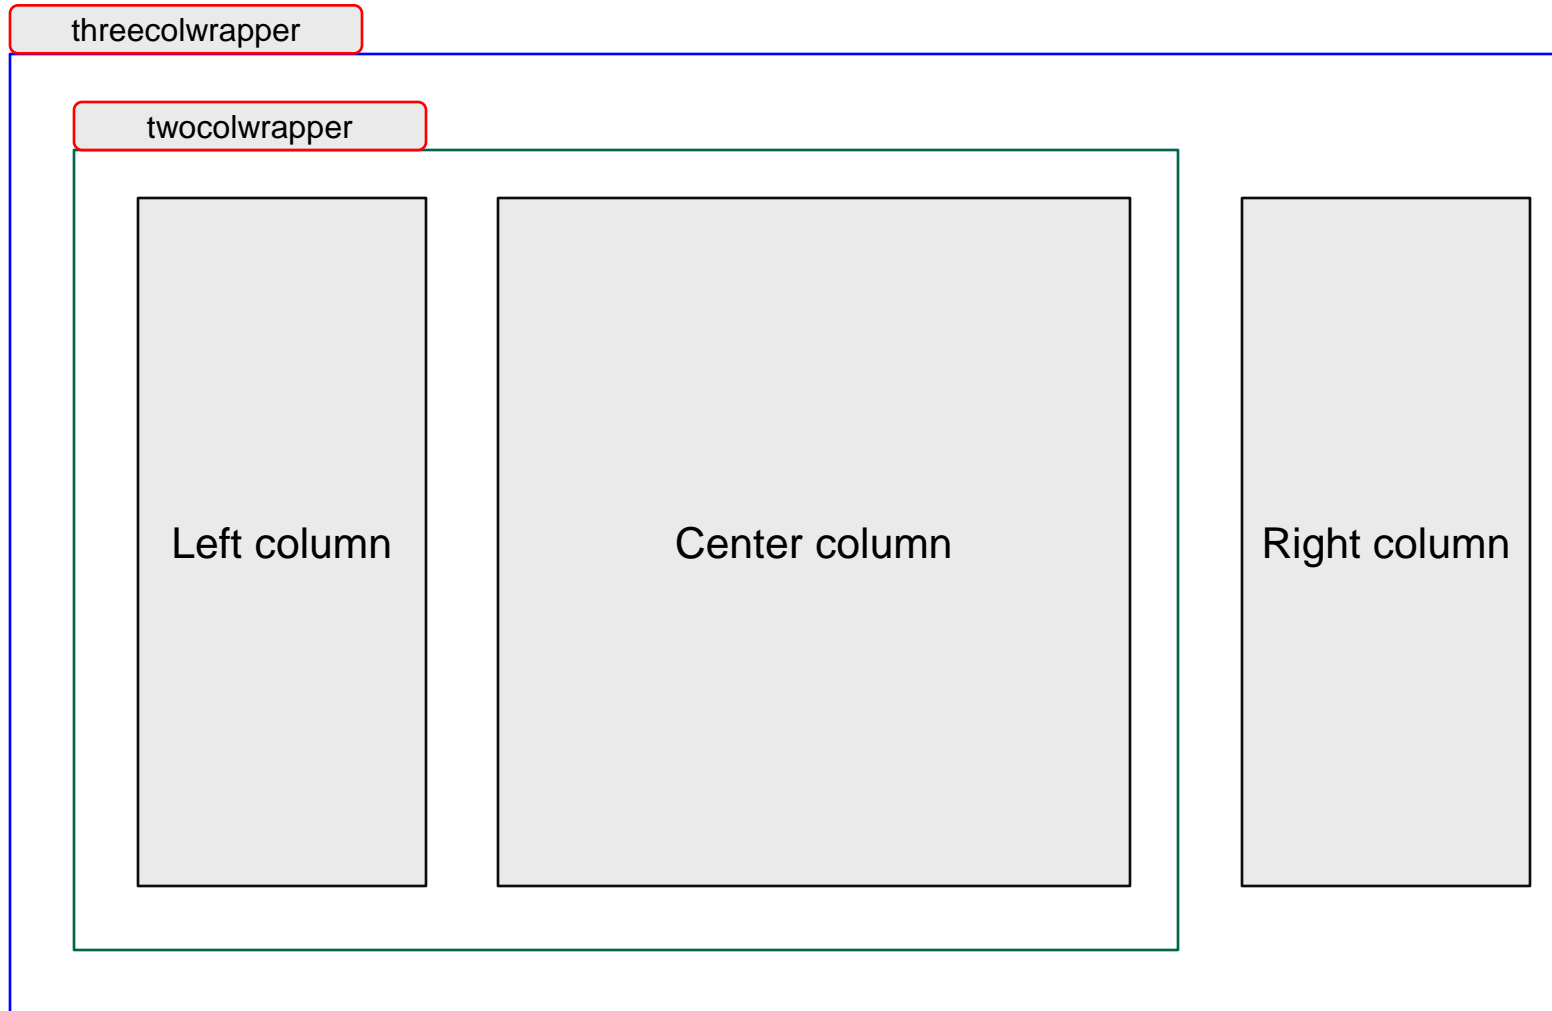 threecolwrapper
twocolwrapper
Left column
Center column
Right column